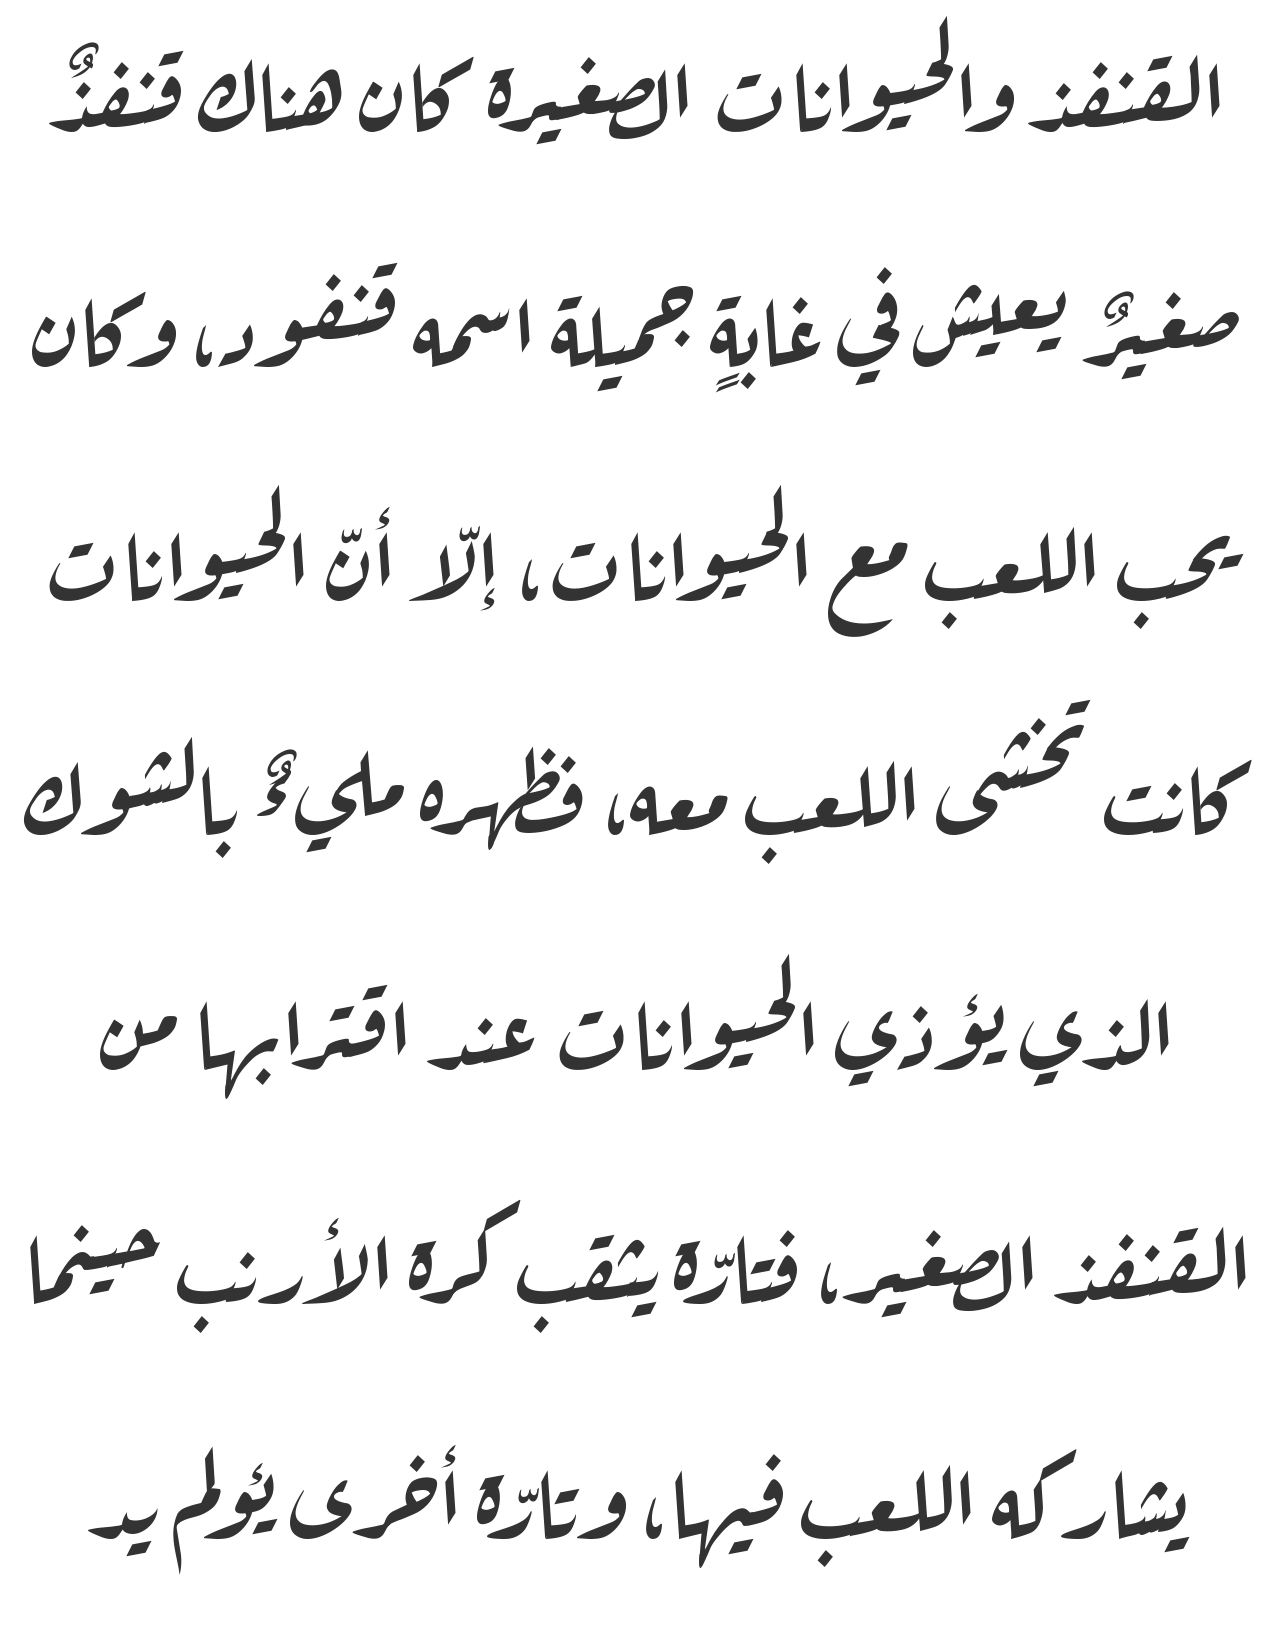 القنفذ والحيوانات الصغيرة كان هناك قنفذٌ
صغيرٌ يعيش في غابةٍ جميلة اسمه قنفود، وكان
يحب اللعب مع الحيوانات، إلّا أنّ الحيوانات
كانت تخشى اللعب معه، فظهره مليءٌ بالشوك
الذي يؤذي الحيوانات عند اقترابها من
القنفذ الصغير، فتارّة يثقب كرة الأرنب حينما
يشاركه اللعب فيها، وتارّة أخرى يؤلم يد